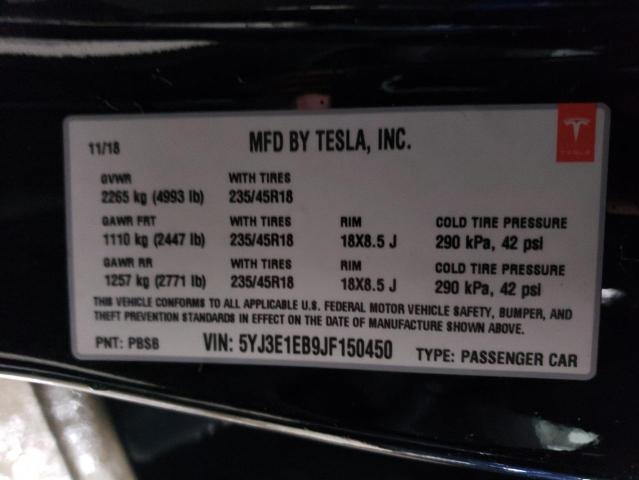 11/18 MFD BY TESLA, INC.
TESLA
GVWR WITH TIRES
2265 kg (4993 lb) 235/45R18
GAWR FRT WITH TIRES RIM COLD TIRE PRESSURE
1110 kg (2447 lb) 235/45R18 18X8.5 J 290 kPa, 42 psi
GAWR RR WITH TIRES RIM COLD TIRE PRESSURE
1257 kg (2771 lb) 235/45R18 18X8.5 J 290 kPa, 42 psi
THIS VEHICLE CONFORMS TO ALL APPLICABLE U.S. FEDERAL MOTOR VEHICLE SAFETY, BUMPER, AND
THEFT PREVENTION STANDARDS IN EFFECT ON THE DATE OF MANUFACTURE SHOWN ABOVE.
PNT: PBSB VIN: 5YJ3E1EB9JF150450 TYPE: PASSENGER CAR